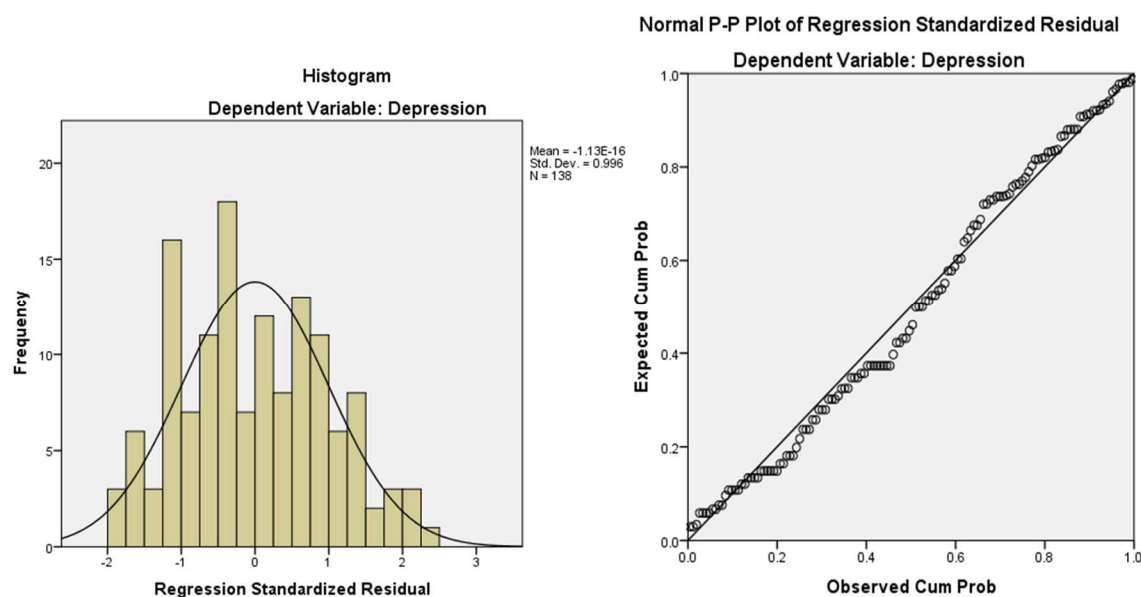 Histogram
Dependent Variable: Depression
Mean = -1.13E-16
Std. Dev. = 0.996
N = 138
20
15
10
5
0
Frequency
-2
-1
0
1
2
3
Regression Standardized Residual
Normal P-P Plot of Regression Standardized Residual
Dependent Variable: Depression
1.0
0.8
0.6
0.4
0.2
0.0
Expected Cum Prob
0.0
0.2
0.4
0.6
0.8
1.0
Observed Cum Prob